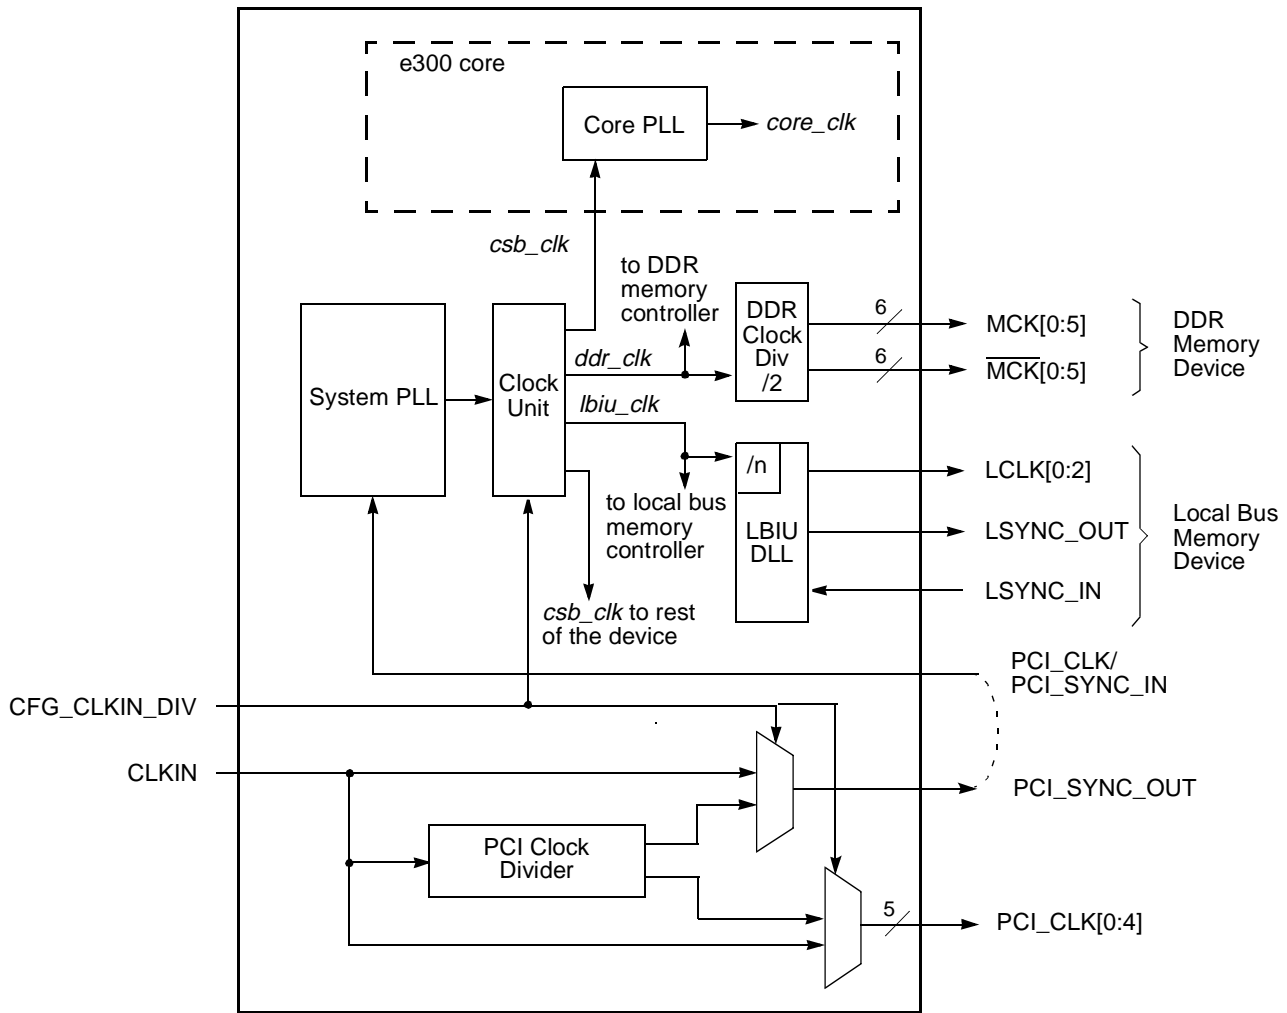 e300 core
Core PLL
core_clk
csb_clk
to DDR
memory
controller
DDR
Clock
Div
/2
6
MCK[0:5]
6
MCK[0:5]
DDR
Memory
Device
System PLL
Clock
Unit
ddr_clk
lbiu_clk
/n
LBIU
DLL
to local bus
memory
controller
csb_clk to rest
of the device
LCLK[0:2]
LSYNC_OUT
LSYNC_IN
Local Bus
Memory
Device
PCI_CLK/
PCI_SYNC_IN
CFG_CLKIN_DIV
CLKIN
PCI_SYNC_OUT
PCI Clock
Divider
5
PCI_CLK[0:4]